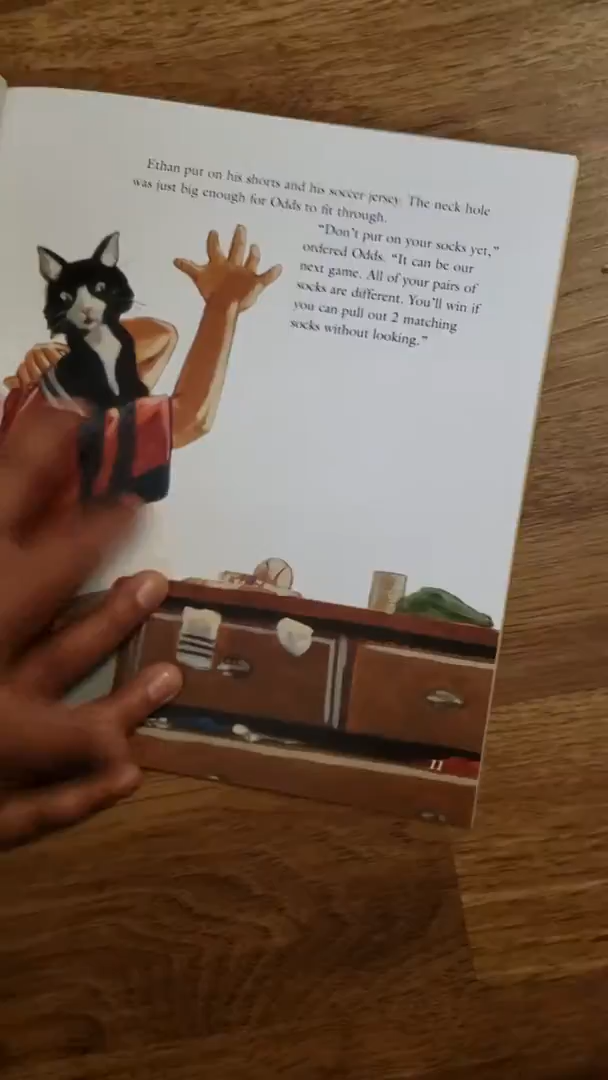 Ethan put on his shorts and his soccer jersey. The neck hole
was just big enough for Odds to fit through.
"Don't put on your socks yet,"
ordered Odds. "It can be our
next game. All of your pairs of
socks are different. You'll win if
you can pull out 2 matching
socks without looking."
11